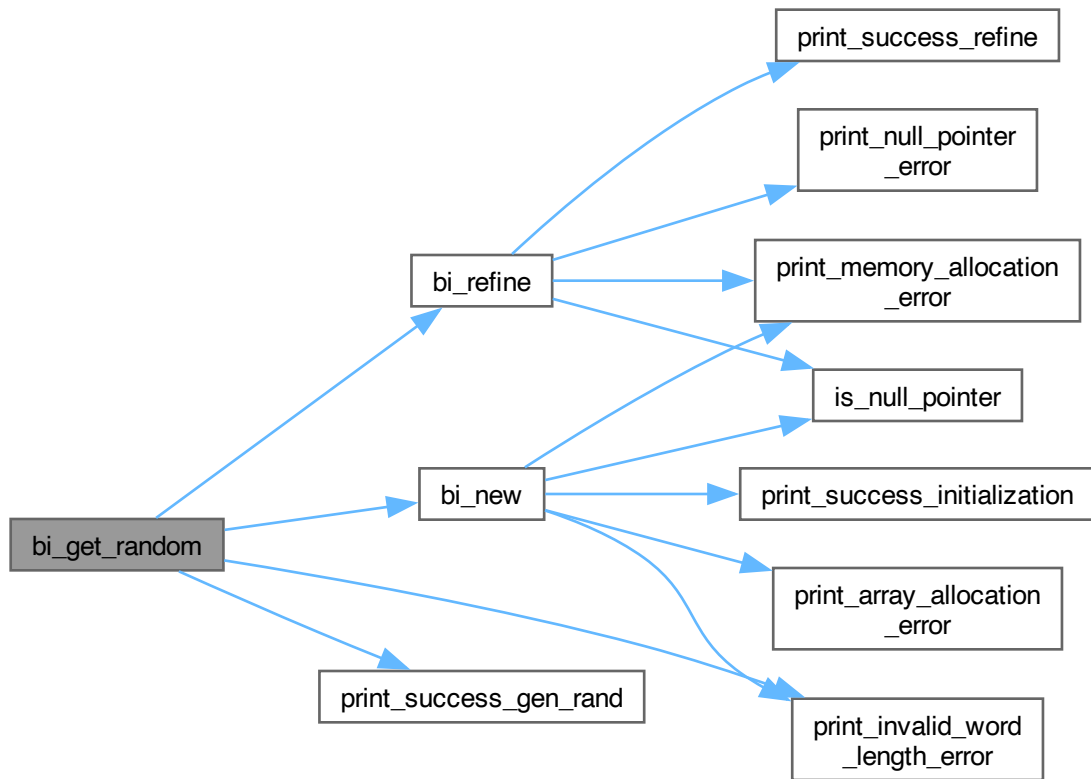 print_success_refine
print_null_pointer
_error
print_memory_allocation
_error
bi_refine
is_null_pointer
bi_new
print_success_initialization
bi_get_random
print_array_allocation
_error
print_success_gen_rand
print_invalid_word
_length_error